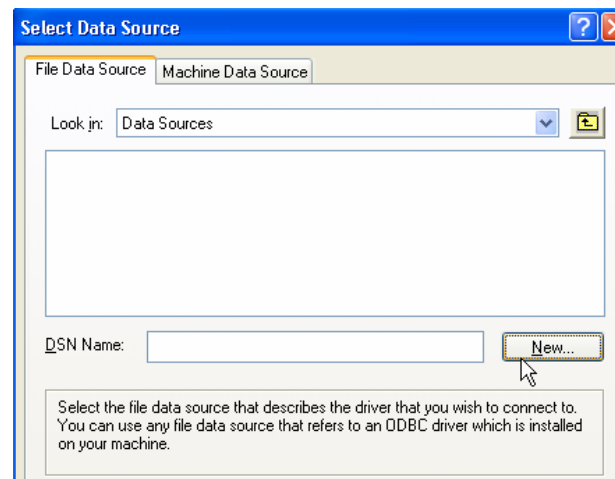 Select Data Source
File Data Source
Machine Data Source
Look in: Data Sources
DSN Name:
New...
Select the file data source that describes the driver that you wish to connect to.
You can use any file data source that refers to an ODBC driver which is installed
on your machine.